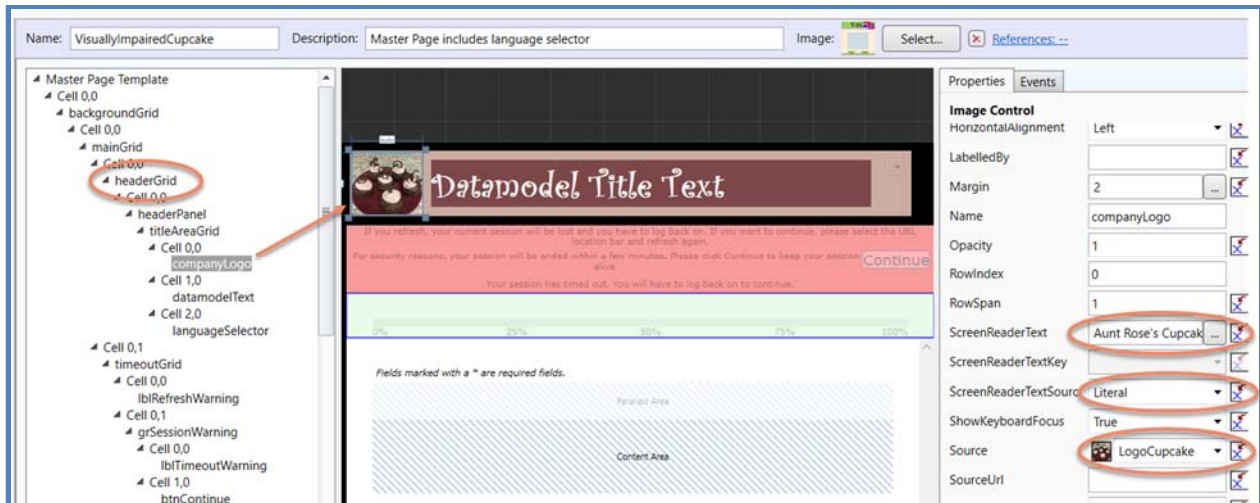 Name: VisuallyImpairedCupcake Description: Master Page includes language selector Image: Select... References: --
Master Page Template
Cell 0,0
backgroundGrid
Cell 0,0
mainGrid
Cell 0,0
headerGrid
Cell 0,0
headerPanel
titleAreaGrid
Cell 0,0
companyLogo
Cell 1,0
datamodelText
Cell 2,0
languageSelector
Cell 0,1
timeoutGrid
Cell 0,0
lblRefreshWarning
Cell 0,1
grSessionWarning
Cell 0,0
lblTimeoutWarning
Cell 1,0
btnContinue
Datamodel Title Text
If you refresh, your current session will be lost and you have to log back on. If you want to continue, please select the URL
location bar and refresh again.
For security reasons, your session will be ended within a few minutes. Please click Continue to keep your session
alive.
Continue
Your session has timed out. You will have to log back on to continue.
0% 25% 50% 75% 100%
Fields marked with a * are required fields.
Content Area
Properties Events
Image Control
HorizontalAlignment Left
LabelledBy
Margin 2 ...
Name companyLogo
Opacity 1
RowIndex 0
RowSpan 1
ScreenReaderText Aunt Rose's Cupcak ...
ScreenReaderTextKey
ScreenReaderTextSourc Literal
ShowKeyboardFocus True
Source LogoCupcake
SourceUrl